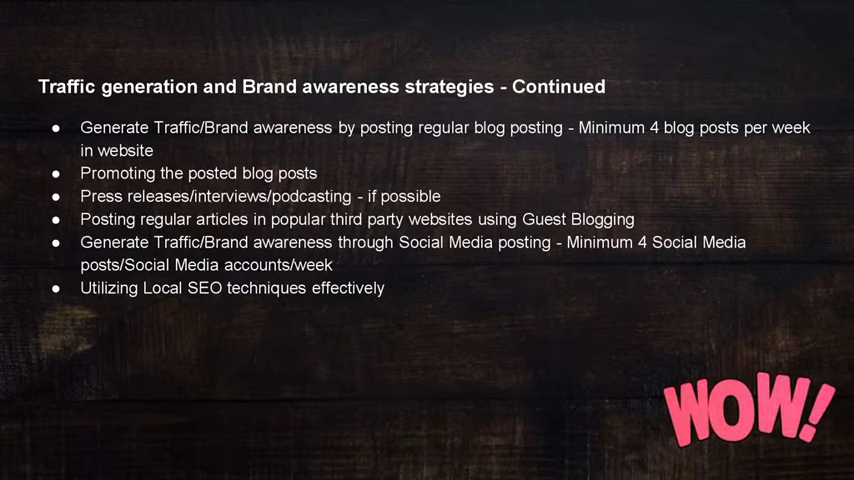 Traffic generation and Brand awareness strategies - Continued
● Generate Traffic/Brand awareness by posting regular blog posting - Minimum 4 blog posts per week
in website
● Promoting the posted blog posts
● Press releases/interviews/podcasting - if possible
● Posting regular articles in popular third party websites using Guest Blogging
● Generate Traffic/Brand awareness through Social Media posting - Minimum 4 Social Media
posts/Social Media accounts/week
● Utilizing Local SEO techniques effectively
WOW!